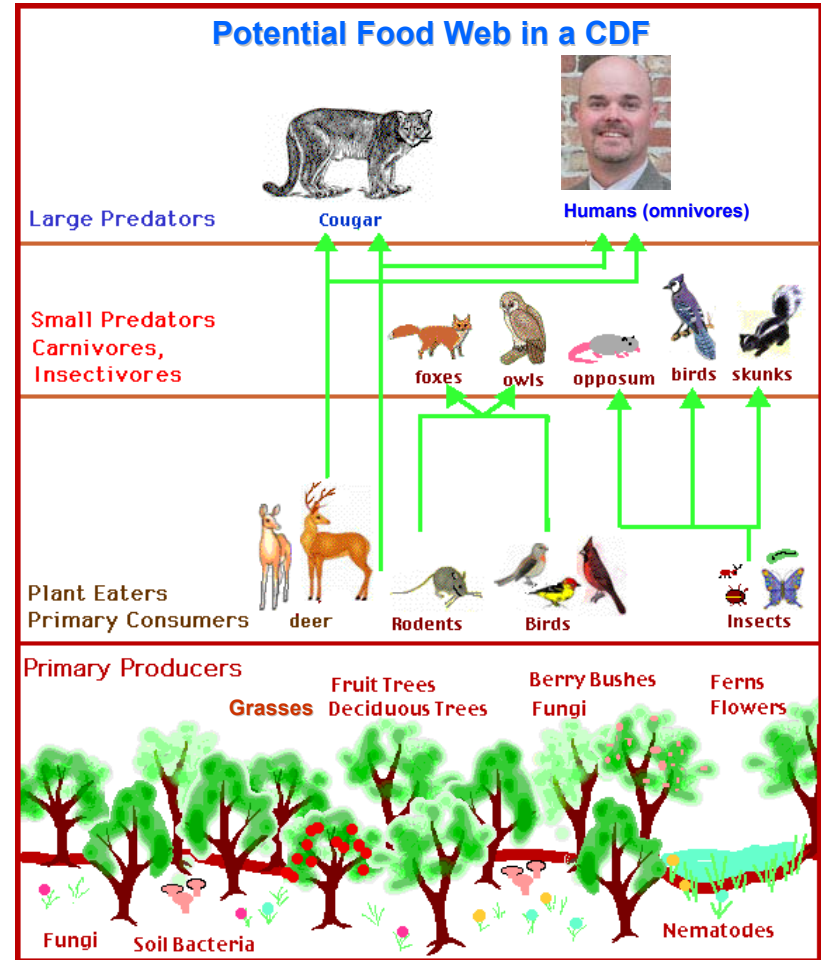 Potential Food Web in a CDF
Large Predators
Cougar
Humans (omnivores)
Small Predators
Carnivores,
Insectivores
foxes
owls
opposum
birds
skunks
Plant Eaters
Primary Consumers
deer
Rodents
Birds
Insects
Primary Producers
Grasses
Fruit Trees
Deciduous Trees
Berry Bushes
Fungi
Ferns
Flowers
Fungi
Soil Bacteria
Nematodes